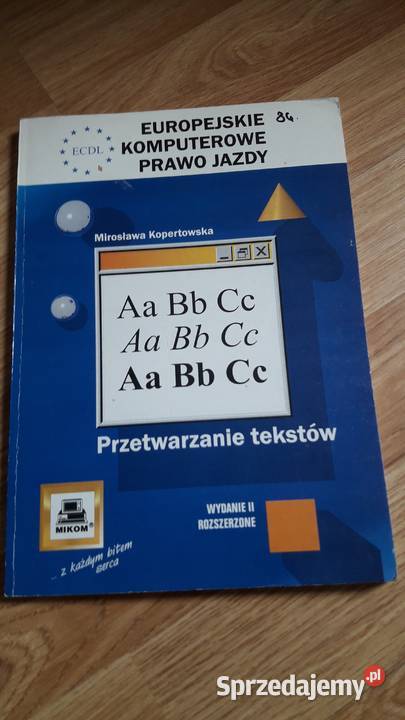 EUROPEJSKIE 84.
ECDL
KOMPUTEROWE
PRAWO JAZDY
Mirosława Kopertowska
Aa Bb Cc
Aa Bb Cc
Aa Bb Cc
Przetwarzanie tekstów
WYDANIE II
ROZSZERZONE
MIKOM®
... z każdym bitem
serca
Sprzedajemy.pl